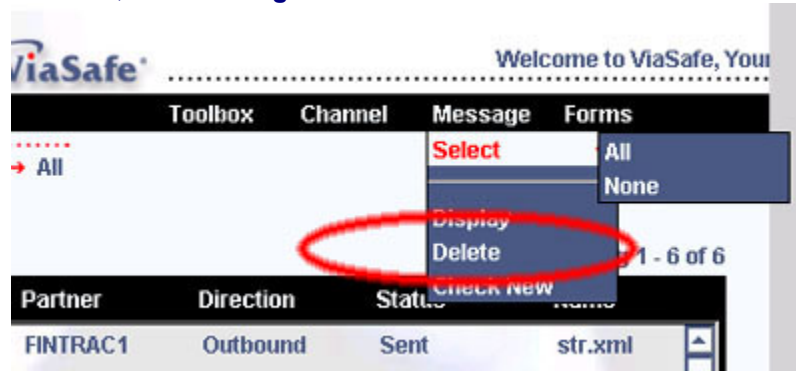 ViaSafe
Welcome to ViaSafe, Your
Toolbox Channel Message Forms
All
Select
All
None
Display
Delete
1 - 6 of 6
Check New
Partner Direction Status Name
FINTRAC1 Outbound Sent str.xml